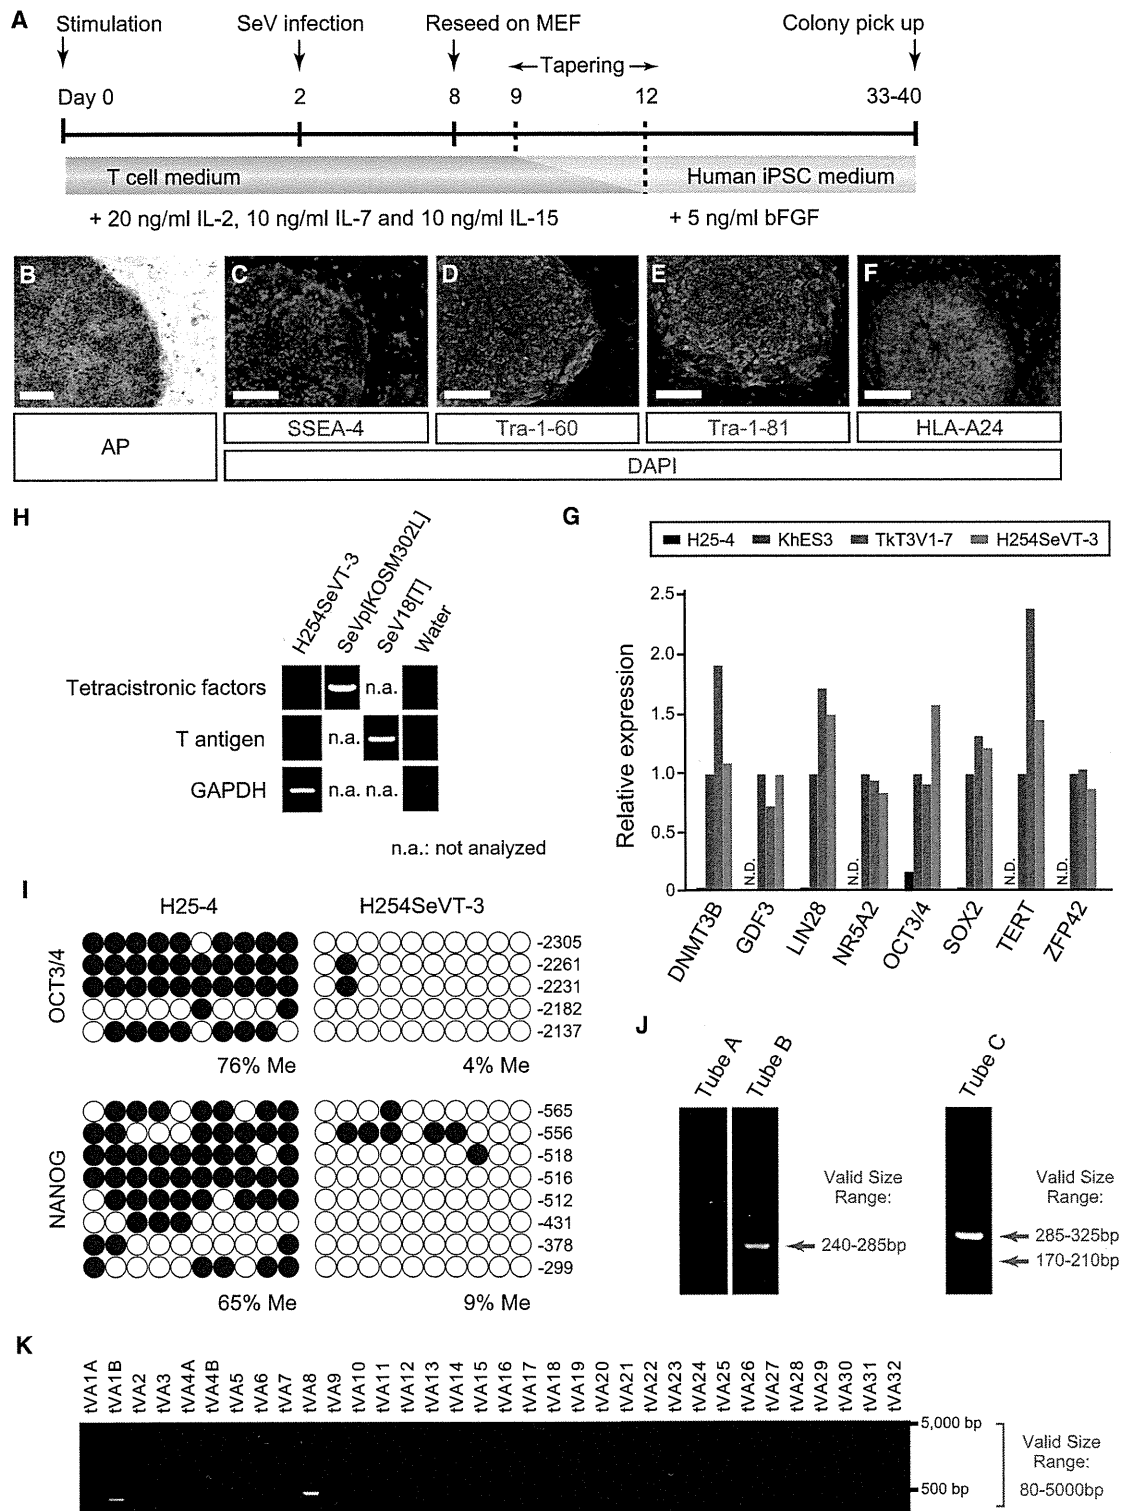 A
Stimulation
SeV infection
Reseed on MEF
Colony pick up
Tapering
Day 0
2
8
9
12
33-40
T cell medium
Human iPSC medium
+ 20 ng/ml IL-2, 10 ng/ml IL-7 and 10 ng/ml IL-15
+ 5 ng/ml bFGF
B
C
D
E
F
AP
SSEA-4
Tra-1-60
Tra-1-81
HLA-A24
DAPI
H
H254SeVT-3
SeVp[KOSM302L]
SeV18[T]
Water
Tetracistronic factors
n.a.
T antigen
n.a.
GAPDH
n.a. n.a.
n.a.: not analyzed
G
H25-4 KhES3 TkT3V1-7 H254SeVT-3
Relative expression
2.5
2.0
1.5
1.0
0.5
0
N.D.
N.D.
N.D.
N.D.
DNMT3B
GDF3
LIN28
NR5A2
OCT3/4
SOX2
TERT
ZFP42
I
H25-4
H254SeVT-3
OCT3/4
-2305
-2261
-2231
-2182
-2137
76% Me
4% Me
NANOG
-565
-556
-518
-516
-512
-431
-378
-299
65% Me
9% Me
J
Tube A
Tube B
Tube C
Valid Size
Range:
240-285bp
Valid Size
Range:
285-325bp
170-210bp
K
tVA1A
tVA1B
tVA2
tVA3
tVA4A
tVA4B
tVA5
tVA6
tVA7
tVA8
tVA9
tVA10
tVA11
tVA12
tVA13
tVA14
tVA15
tVA16
tVA17
tVA18
tVA19
tVA20
tVA21
tVA22
tVA23
tVA24
tVA25
tVA26
tVA27
tVA28
tVA29
tVA30
tVA31
tVA32
5,000 bp
500 bp
Valid Size
Range:
80-5000bp